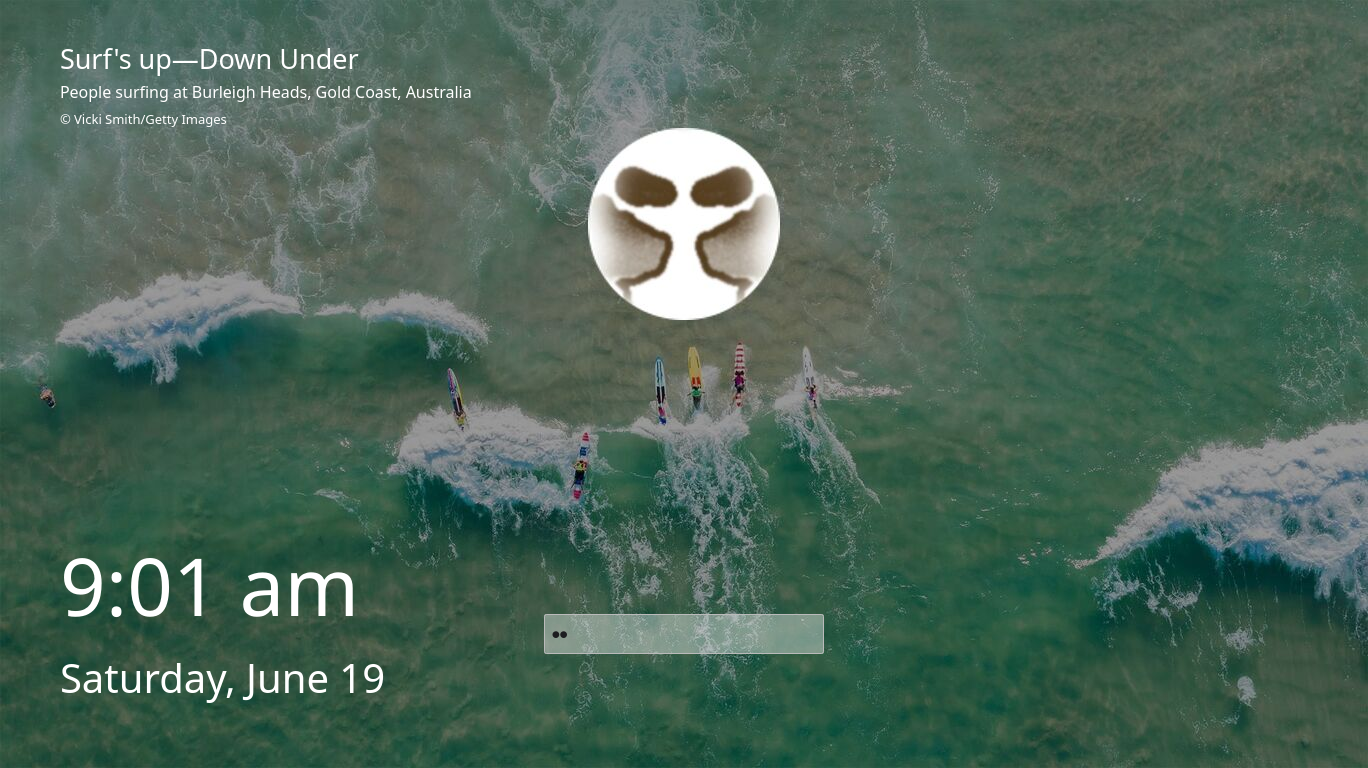 Surf's up—Down Under
People surfing at Burleigh Heads, Gold Coast, Australia
© Vicki Smith/Getty Images
9:01 am
Saturday, June 19